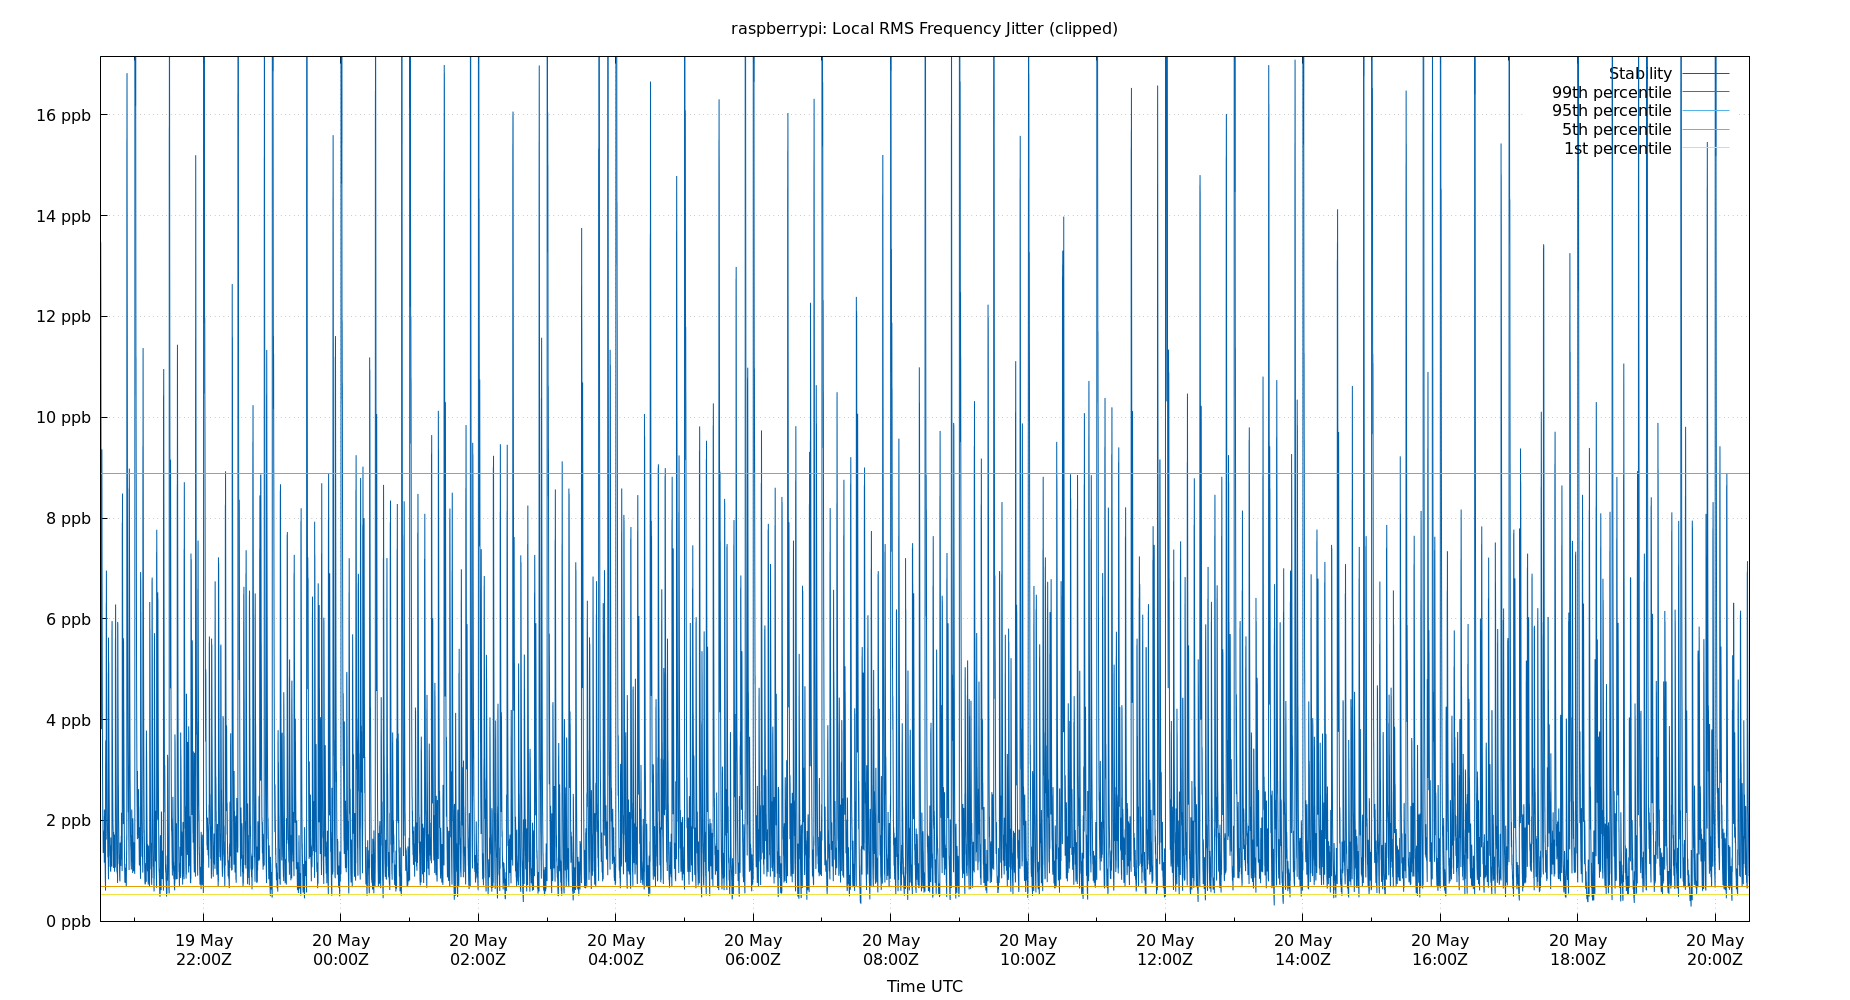 raspberrypi: Local RMS Frequency Jitter (clipped)
Stability
99th percentile
95th percentile
5th percentile
1st percentile
16 ppb
14 ppb
12 ppb
10 ppb
8 ppb
6 ppb
4 ppb
2 ppb
0 ppb
19 May 20 May 20 May 20 May 20 May 20 May 20 May 20 May 20 May 20 May 20 May 20 May
22:00Z 00:00Z 02:00Z 04:00Z 06:00Z 08:00Z 10:00Z 12:00Z 14:00Z 16:00Z 18:00Z 20:00Z
Time UTC